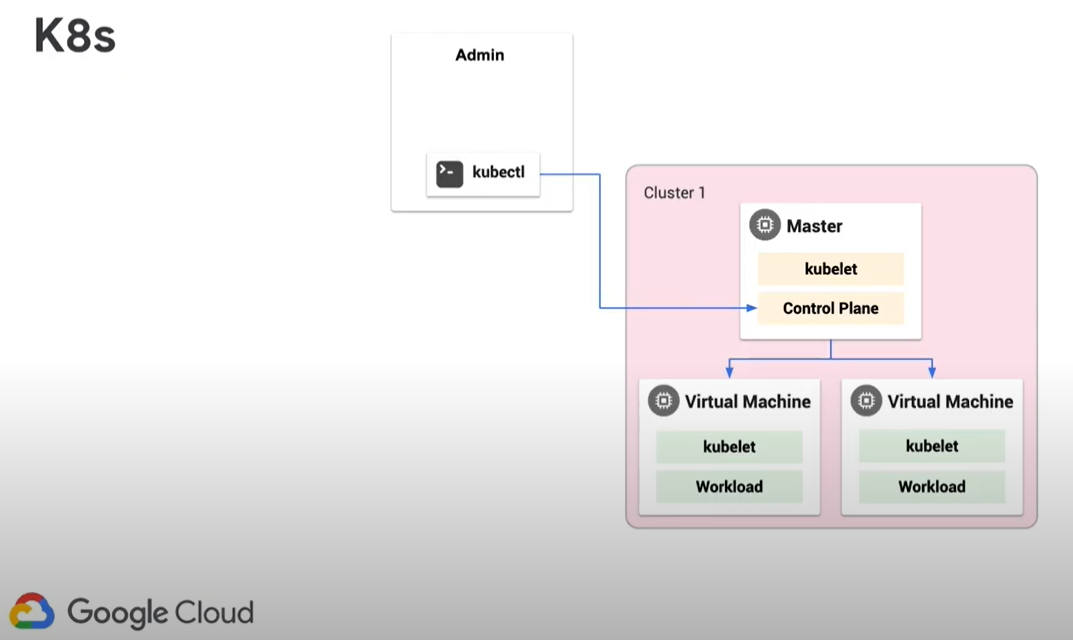 K8s
Admin
kubectl
Cluster 1
Master
kubelet
Control Plane
Virtual Machine
kubelet
Workload
Virtual Machine
kubelet
Workload
Google Cloud